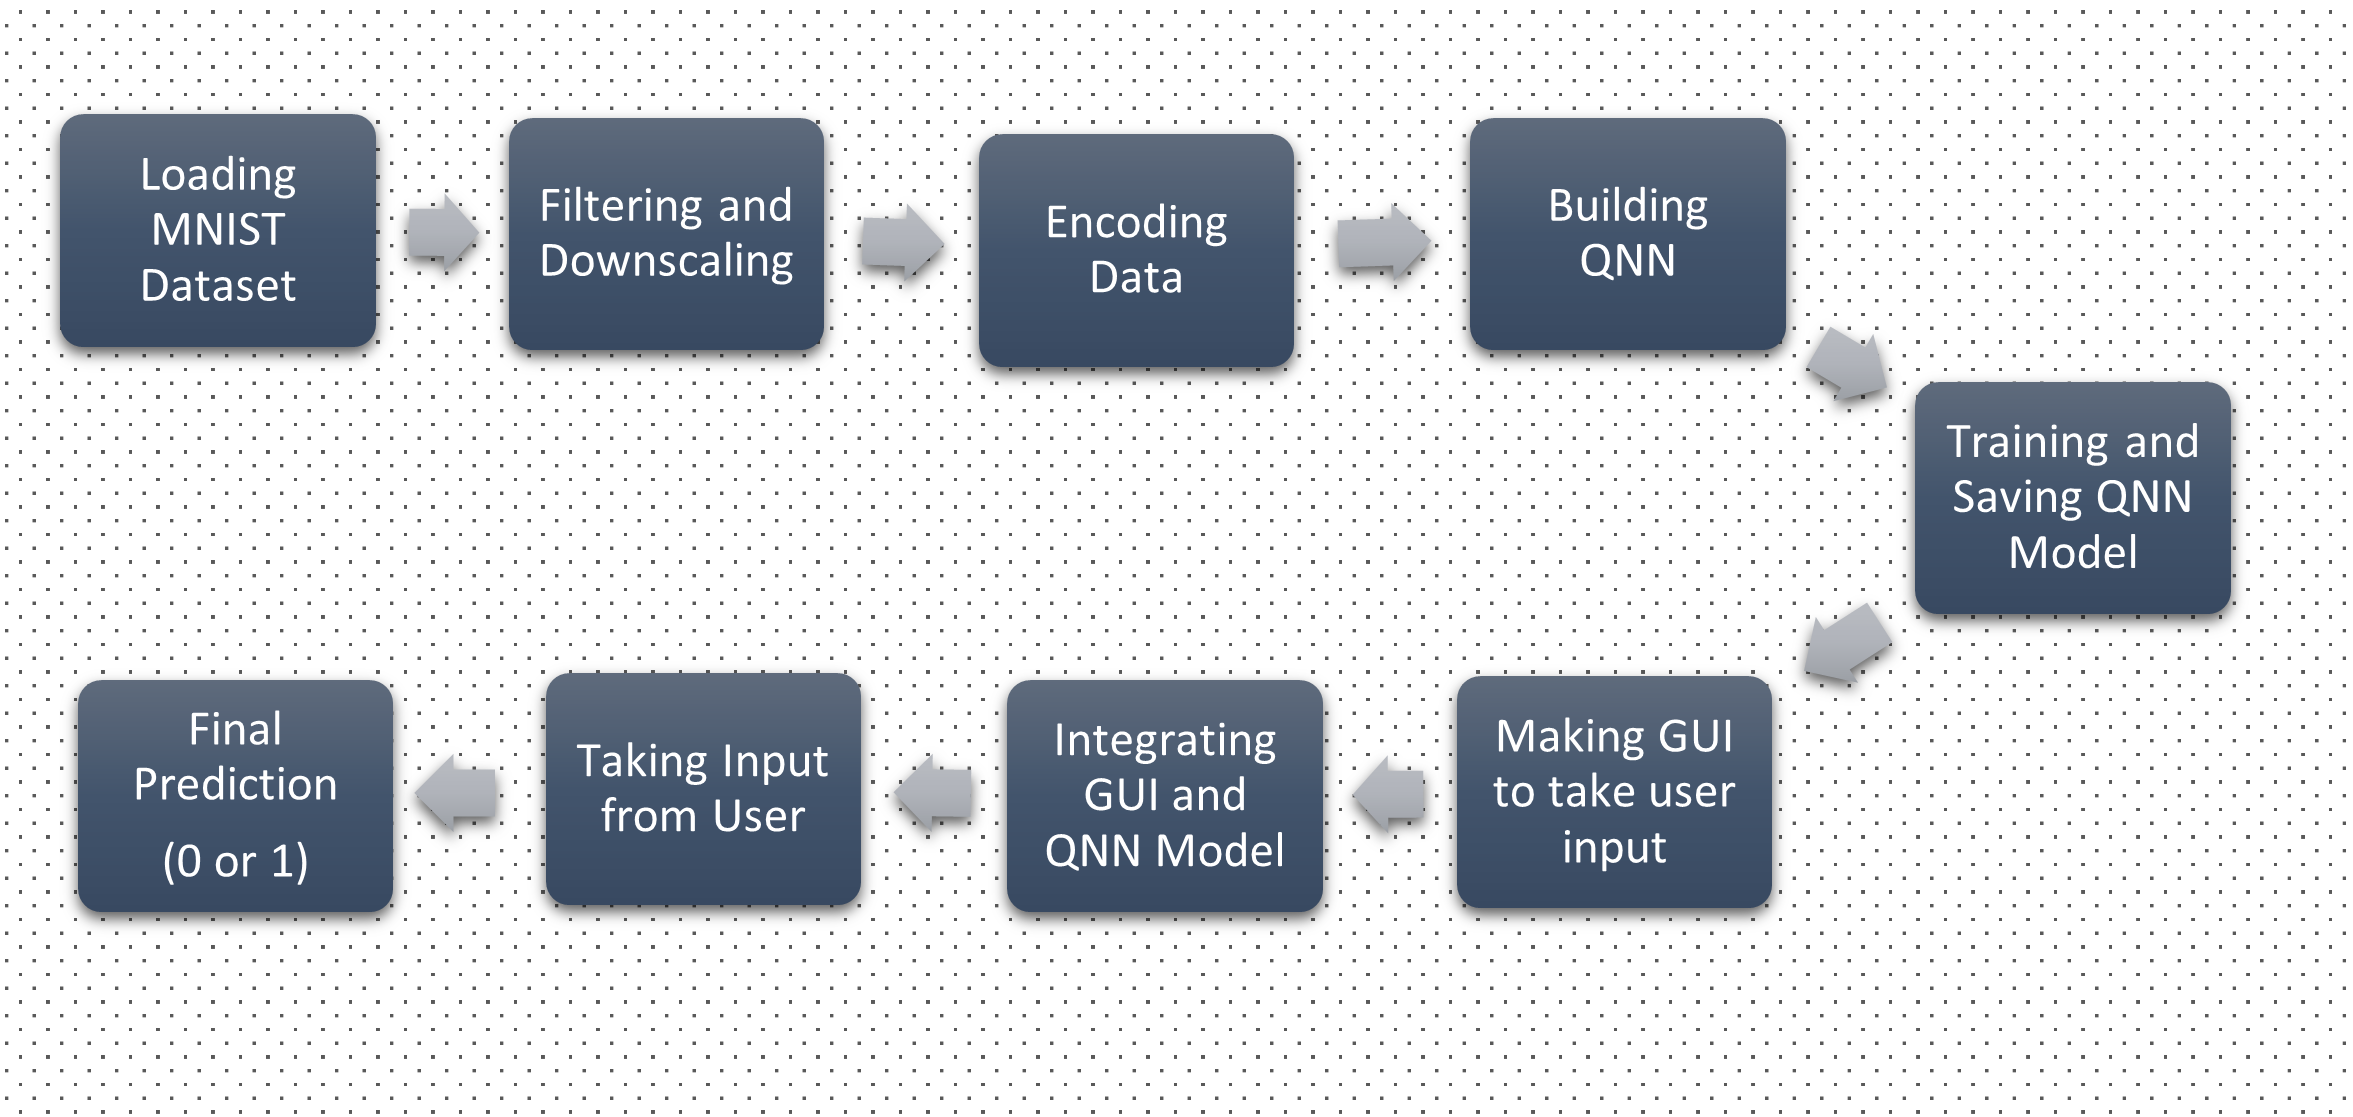 Loading
MNIST
Dataset
Filtering and
Downscaling
Encoding
Data
Building
QNN
Training and
Saving QNN
Model
Making GUI
to take user
input
Integrating
GUI and
QNN Model
Taking Input
from User
Final
Prediction
(0 or 1)